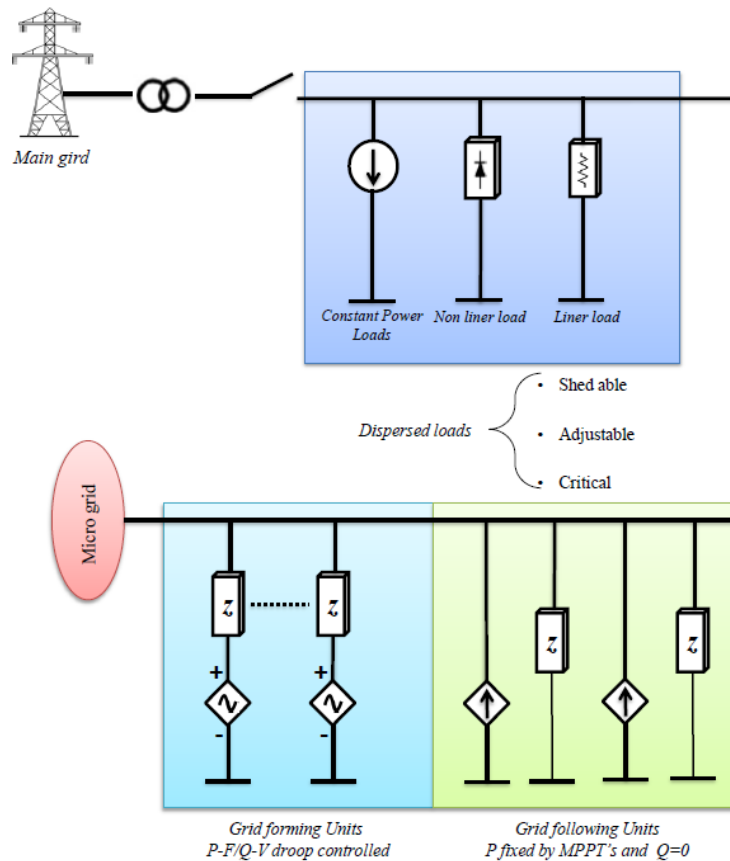 Main gird
Constant Power
Loads
Non liner load
Liner load
Dispersed loads
• Shed able
• Adjustable
• Critical
Micro grid
z
z
z
z
+
-
+
-
Grid forming Units
P-F/Q-V droop controlled
Grid following Units
P fixed by MPPT's and Q=0